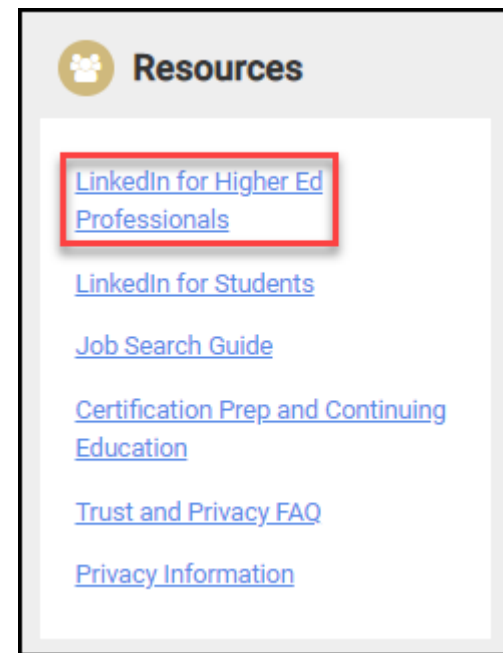 Resources
LinkedIn for Higher Ed
Professionals
LinkedIn for Students
Job Search Guide
Certification Prep and Continuing
Education
Trust and Privacy FAQ
Privacy Information